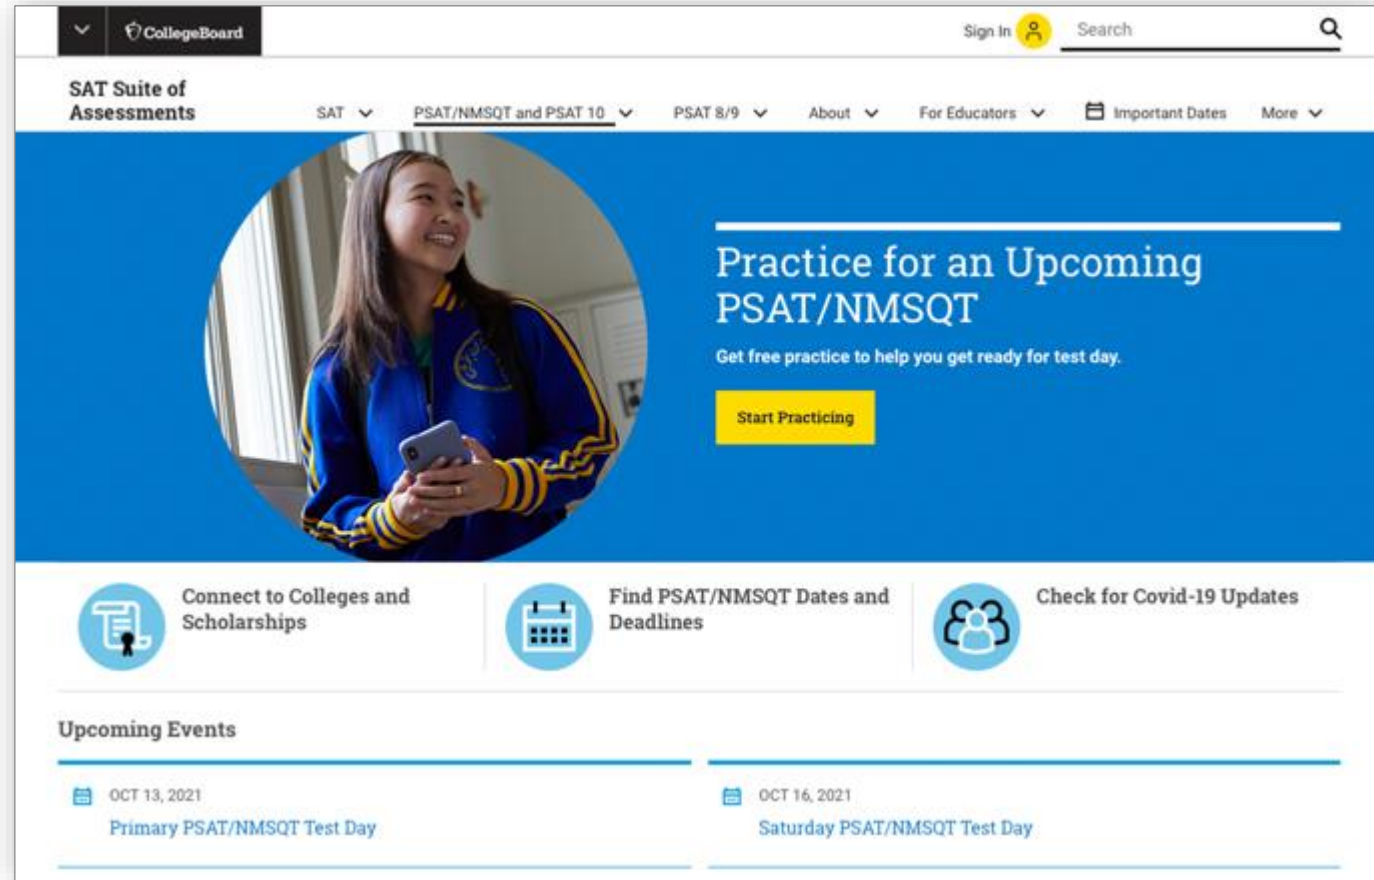 CollegeBoard
Sign In
Search
SAT Suite of
Assessments
SAT
PSAT/NMSQT and PSAT 10
PSAT 8/9
About
For Educators
Important Dates
More
Practice for an Upcoming
PSAT/NMSQT
Get free practice to help you get ready for test day.
Start Practicing
Connect to Colleges and
Scholarships
Find PSAT/NMSQT Dates and
Deadlines
Check for Covid-19 Updates
Upcoming Events
OCT 13, 2021
Primary PSAT/NMSQT Test Day
OCT 16, 2021
Saturday PSAT/NMSQT Test Day